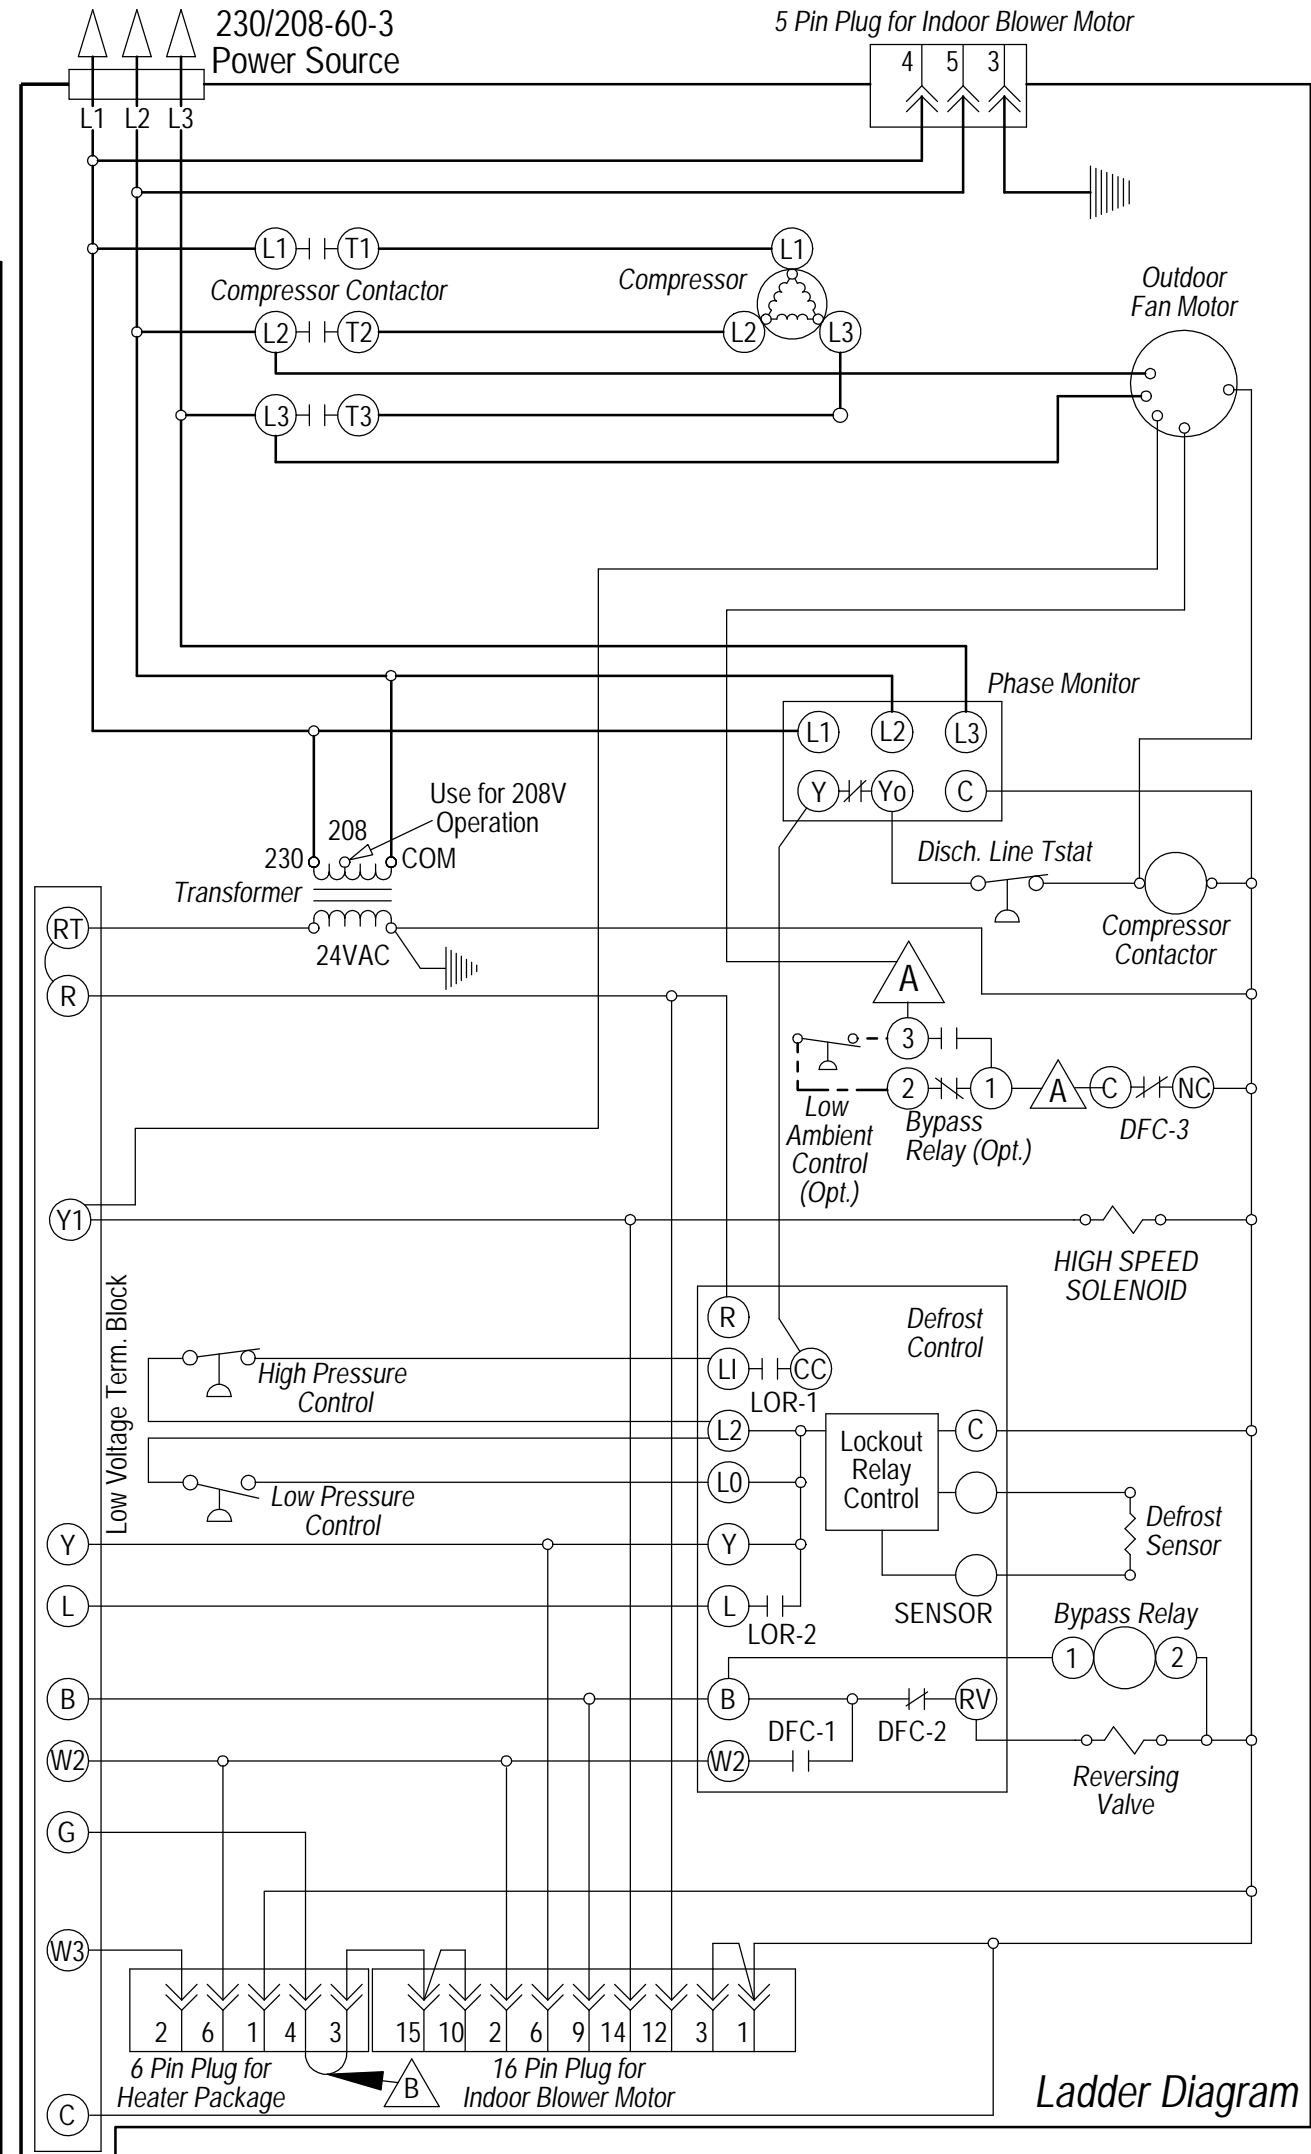 230/208-60-3
Power Source
5 Pin Plug for Indoor Blower Motor
4 5 3
L1 L2 L3
L1 T1 L1
Compressor Contactor
Compressor
Outdoor
Fan Motor
L2 T2 L2 L3
L3 T3
Phase Monitor
L1 L2 L3
Y Yo C
Use for 208V
Operation
208
230 COM
Transformer
24VAC
Disch. Line Tstat
Compressor
Contactor
RT
R
A
3
2 1 A C NC
Low
Ambient
Control
(Opt.)
Bypass
Relay (Opt.)
DFC-3
Y1
HIGH SPEED
SOLENOID
Low Voltage Term. Block
R
Defrost
Control
High Pressure
Control
LI CC
LOR-1
L2
Lockout
Relay
Control
C
L0
Low Pressure
Control
Defrost
Sensor
Y Y
L L
LOR-2
SENSOR
Bypass Relay
1 2
B B RV
DFC-1 DFC-2
W2 W2
Reversing
Valve
G
W3
2 6 1 4 3 15 10 2 6 9 14 12 3 1
6 Pin Plug for
Heater Package
B
16 Pin Plug for
Indoor Blower Motor
C
Ladder Diagram